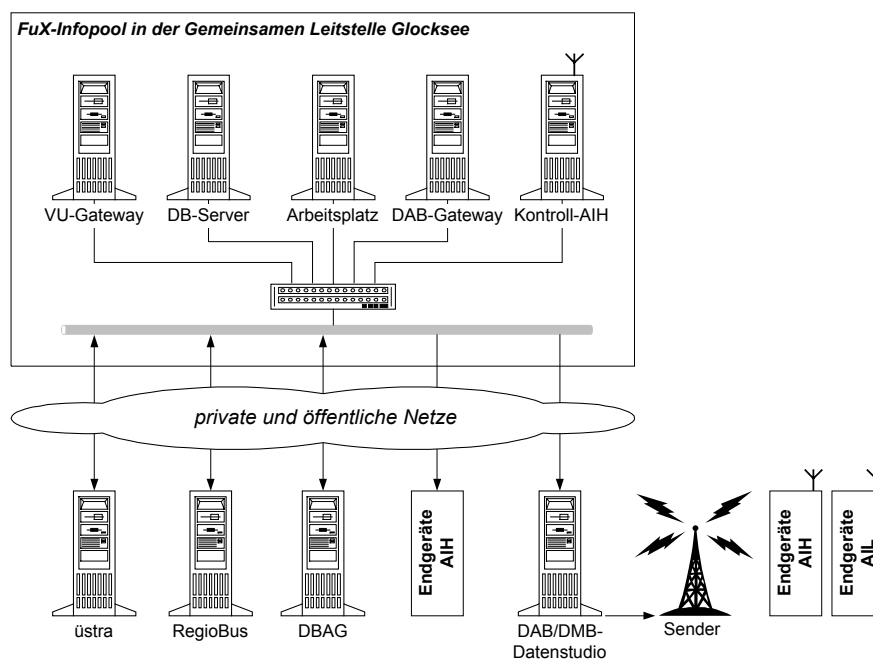 FuX-Infopool in der Gemeinsamen Leitstelle Glocksee
VU-Gateway
DB-Server
Arbeitsplatz
DAB-Gateway
Kontroll-AIH
private und öffentliche Netze
Endgeräte
AIH
Endgeräte
AIH
Endgeräte
AIL
üstra
RegioBus
DBAG
DAB/DMB-
Datenstudio
Sender